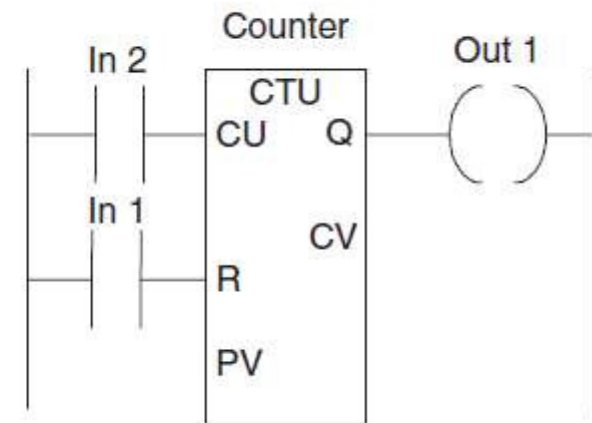 Counter
In 2
Out 1
CTU
CU Q
In 1
CV
R
PV